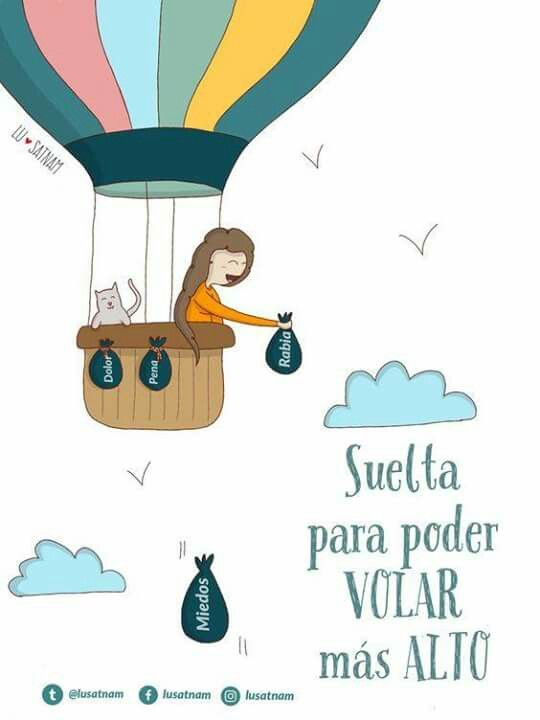 LU ♥ SATNAM
Rabia
Dolor
Pena
Suelta
para poder
VOLAR
más ALTO
Miedos
@lusatnam lusatnam lusatnam